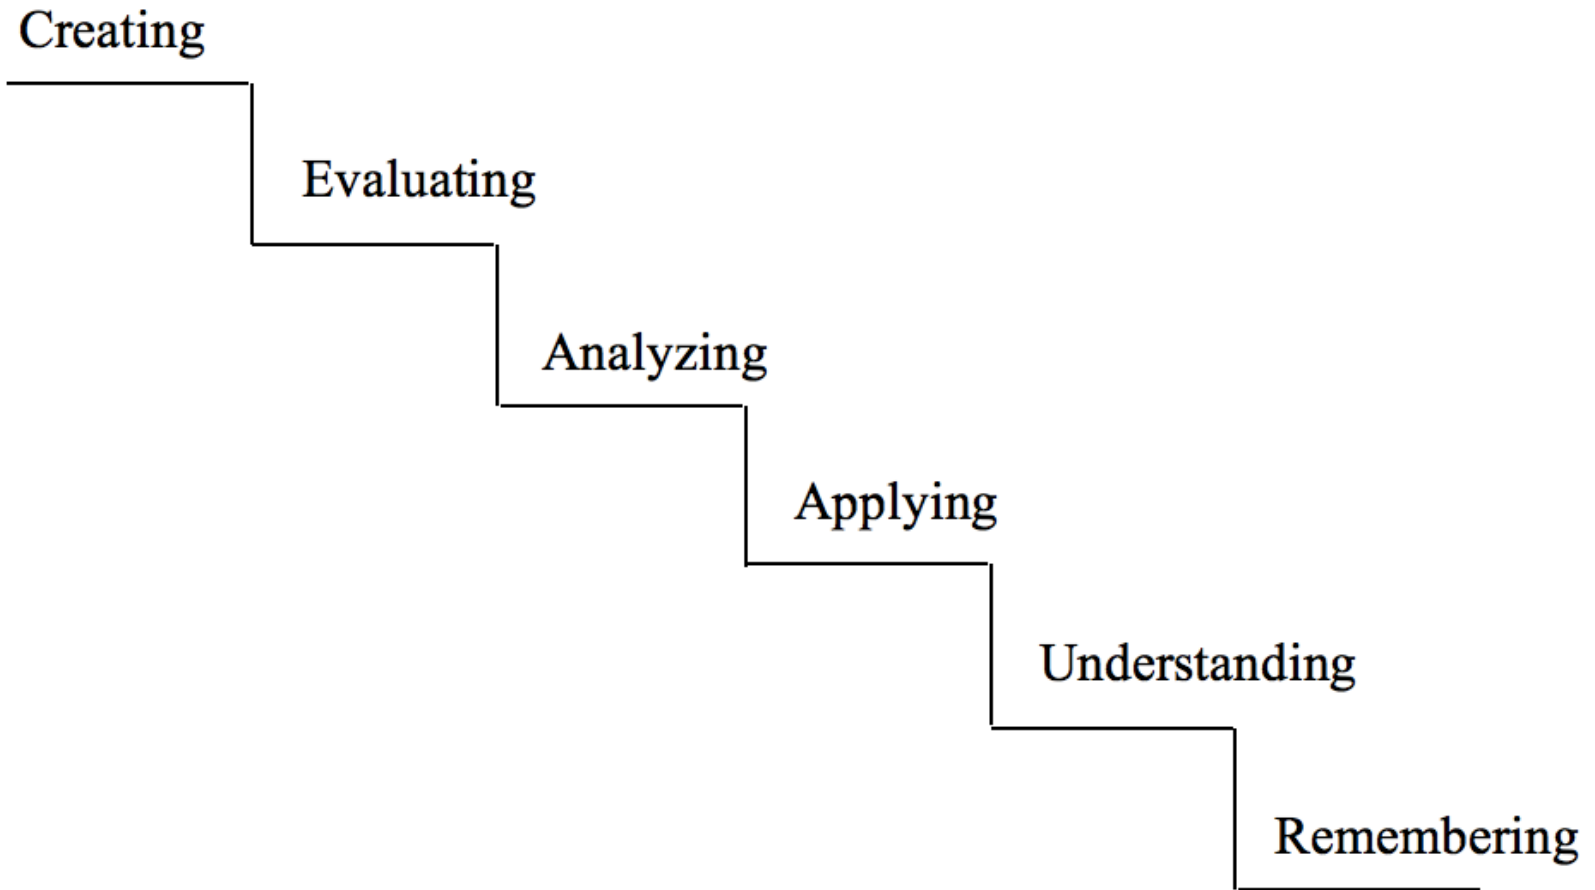 Creating
Evaluating
Analyzing
Applying
Understanding
Remembering